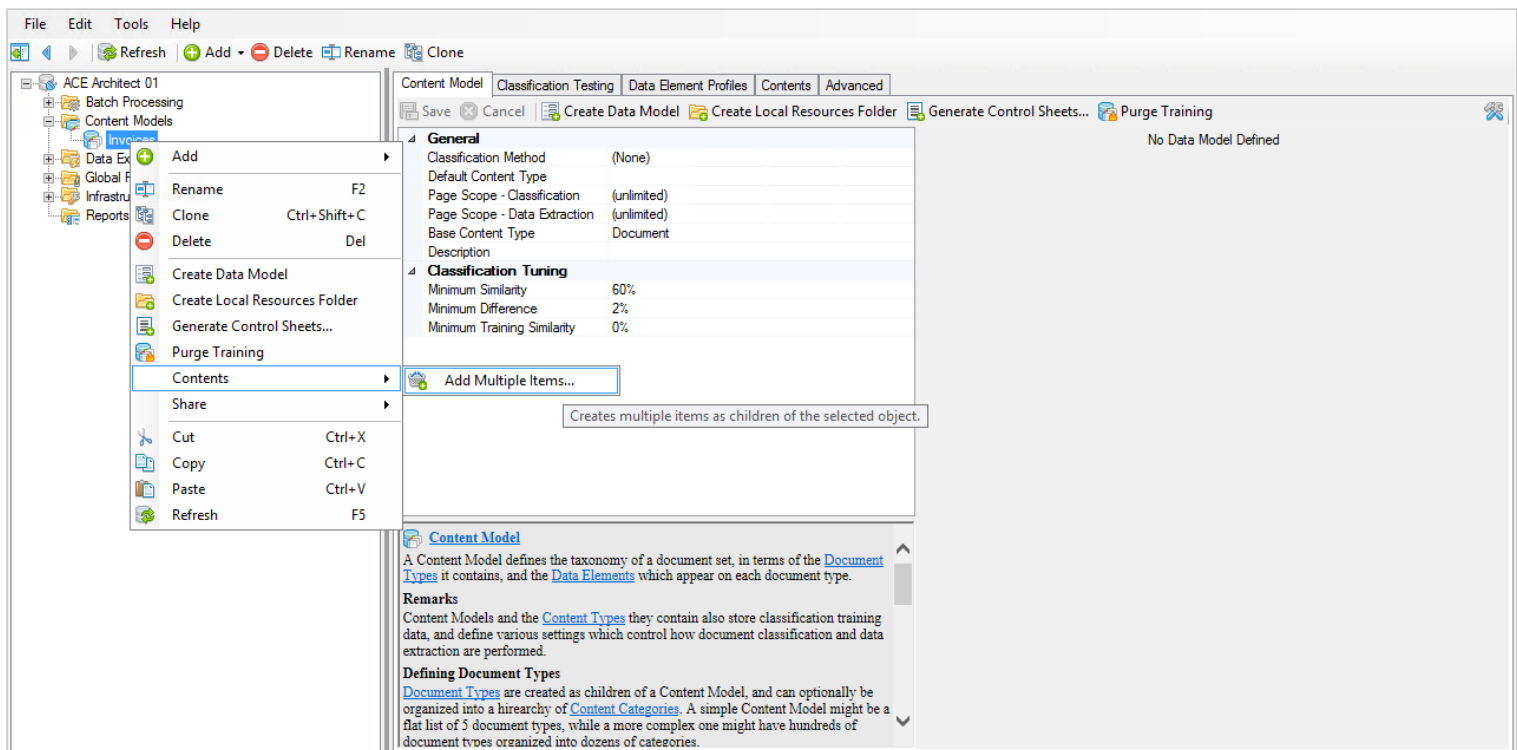 File Edit Tools Help
Refresh Add Delete Rename Clone
ACE Architect 01
Batch Processing
Content Models
Invoices
Data Ex
Global
Infrastru
Reports
Add
Rename F2
Clone Ctrl+Shift+C
Delete Del
Create Data Model
Create Local Resources Folder
Generate Control Sheets...
Purge Training
Contents
Share
Cut Ctrl+X
Copy Ctrl+C
Paste Ctrl+V
Refresh F5
Add Multiple Items...
Creates multiple items as children of the selected object.
Content Model Classification Testing Data Element Profiles Contents Advanced
Save Cancel Create Data Model Create Local Resources Folder Generate Control Sheets... Purge Training
General
Classification Method (None)
Default Content Type
Page Scope - Classification (unlimited)
Page Scope - Data Extraction (unlimited)
Base Content Type Document
Description
Classification Tuning
Minimum Similarity 60%
Minimum Difference 2%
Minimum Training Similarity 0%
No Data Model Defined
Content Model
A Content Model defines the taxonomy of a document set, in terms of the Document
Types it contains, and the Data Elements which appear on each document type.
Remarks
Content Models and the Content Types they contain also store classification training
data, and define various settings which control how document classification and data
extraction are performed.
Defining Document Types
Document Types are created as children of a Content Model, and can optionally be
organized into a hirearchy of Content Categories. A simple Content Model might be a
flat list of 5 document types, while a more complex one might have hundreds of
document types organized into dozens of categories.